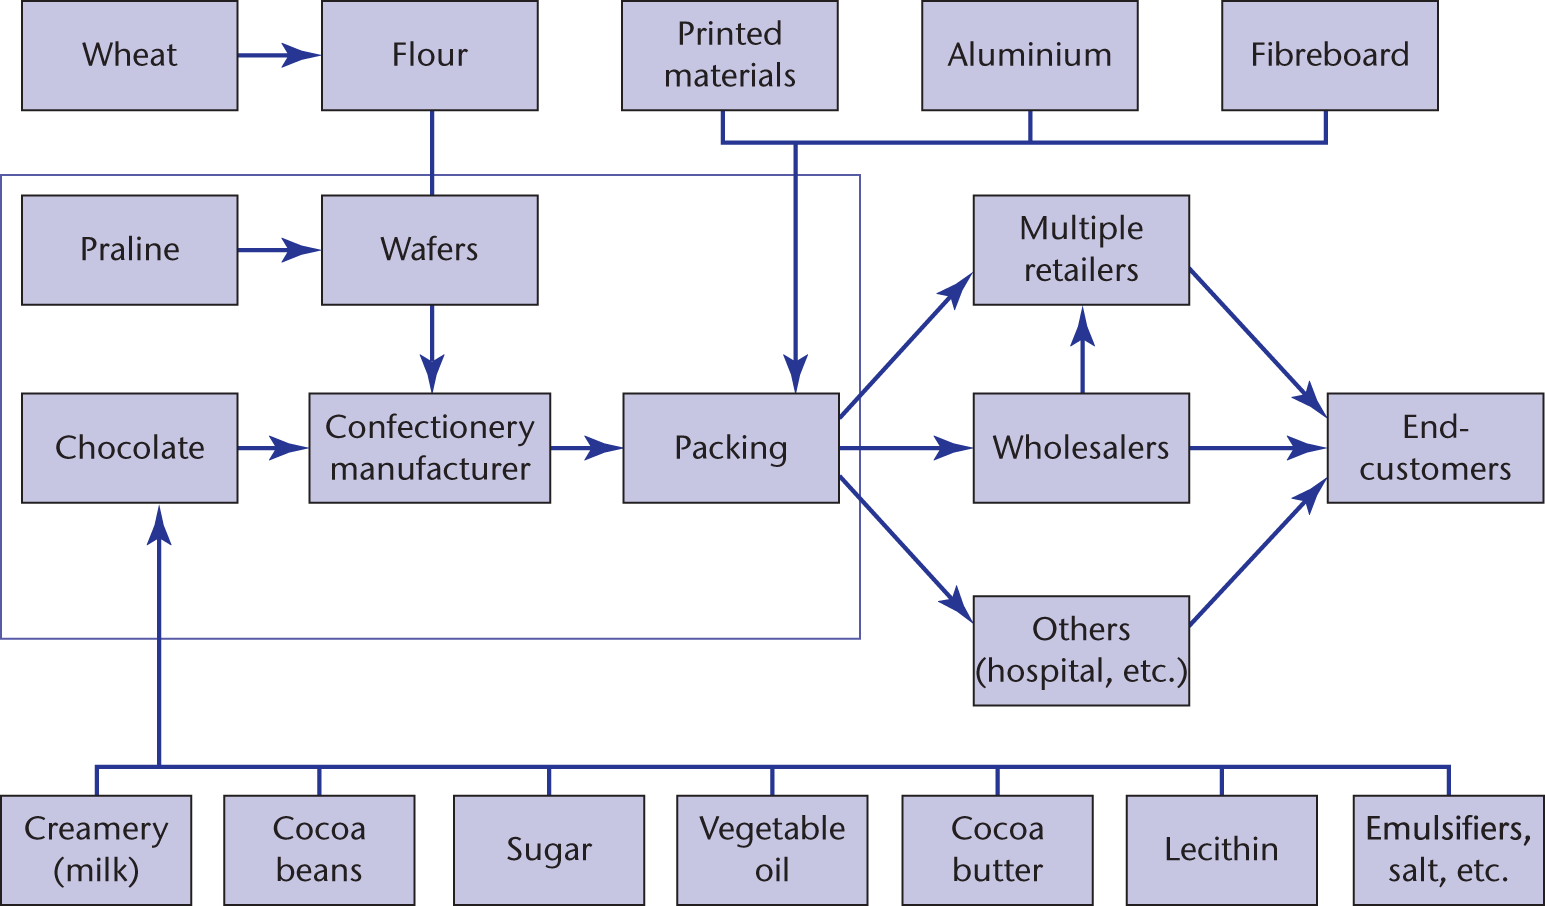 Wheat
Flour
Printed
materials
Aluminium
Fibreboard
Praline
Wafers
Multiple
retailers
Chocolate
Confectionery
manufacturer
Packing
Wholesalers
End-
customers
Others
(hospital, etc.)
Creamery
(milk)
Cocoa
beans
Sugar
Vegetable
oil
Cocoa
butter
Lecithin
Emulsifiers,
salt, etc.